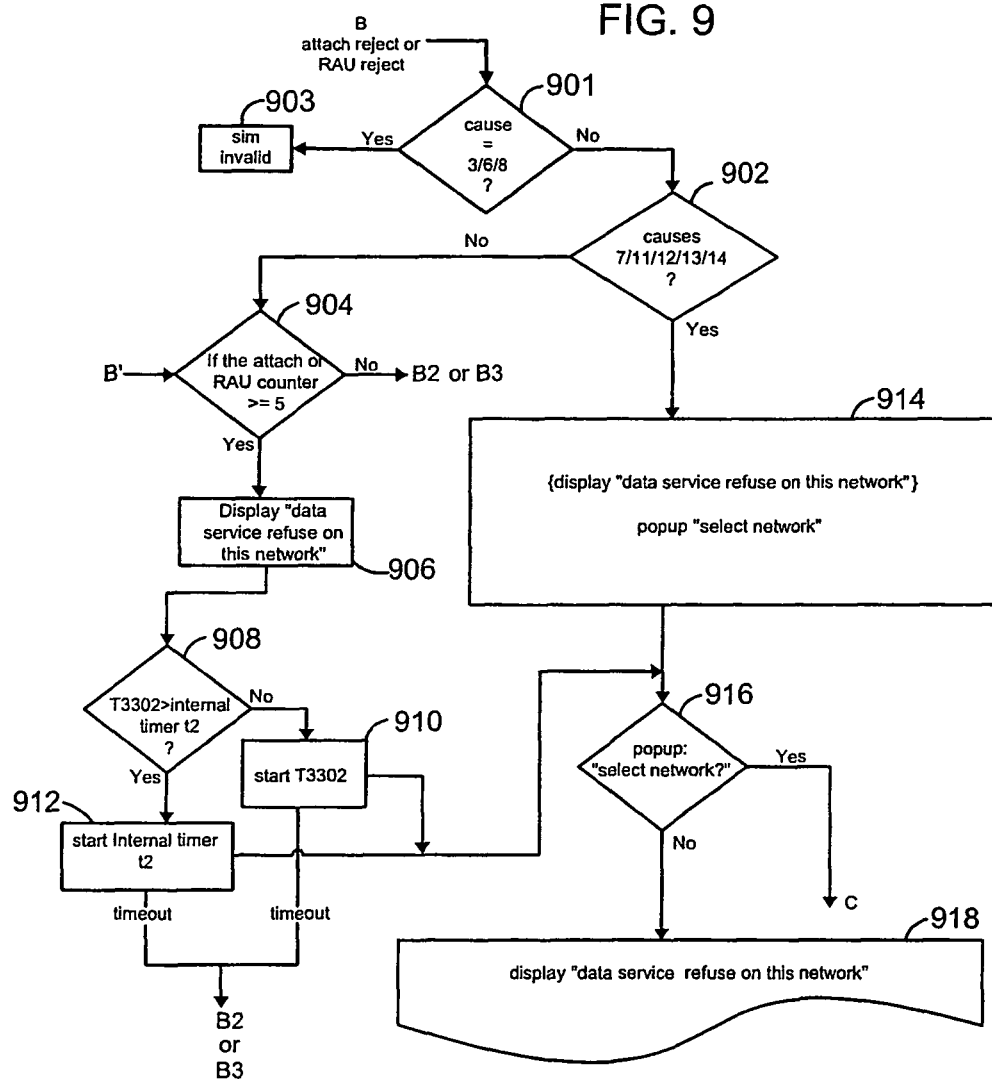 FIG. 9
B
attach reject or
RAU reject
901
903
sim
invalid
Yes
cause
=
3/6/8
?
No
902
causes
7/11/12/13/14
?
No
Yes
904
B'
If the attach or
RAU counter
>= 5
No
B2 or B3
Yes
914
{display "data service refuse on this network"}
popup "select network"
Display "data
service refuse on
this network"
906
908
T3302>internal
timer t2
?
No
Yes
910
start T3302
912
start Internal timer
t2
timeout
timeout
B2
or
B3
916
popup:
"select network?"
Yes
No
C
918
display "data service refuse on this network"